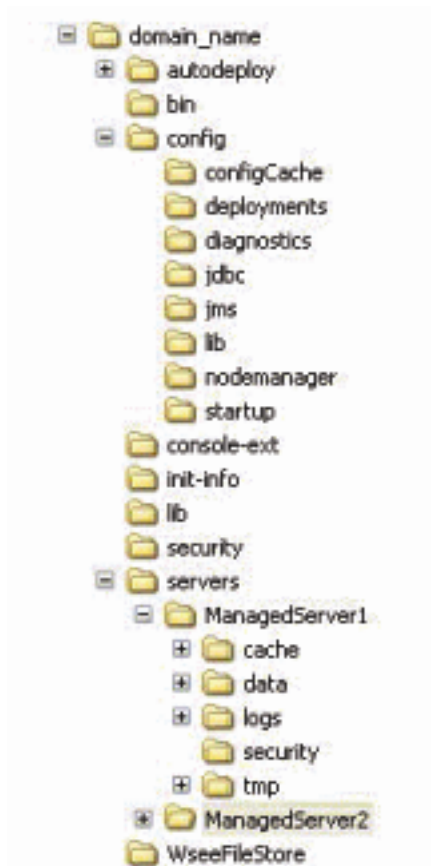 domain_name
autodeploy
bin
config
configCache
deployments
diagnostics
jdbc
jms
lib
nodemanager
startup
console-ext
init-info
lib
security
servers
ManagedServer1
cache
data
logs
security
tmp
ManagedServer2
WseeFileStore